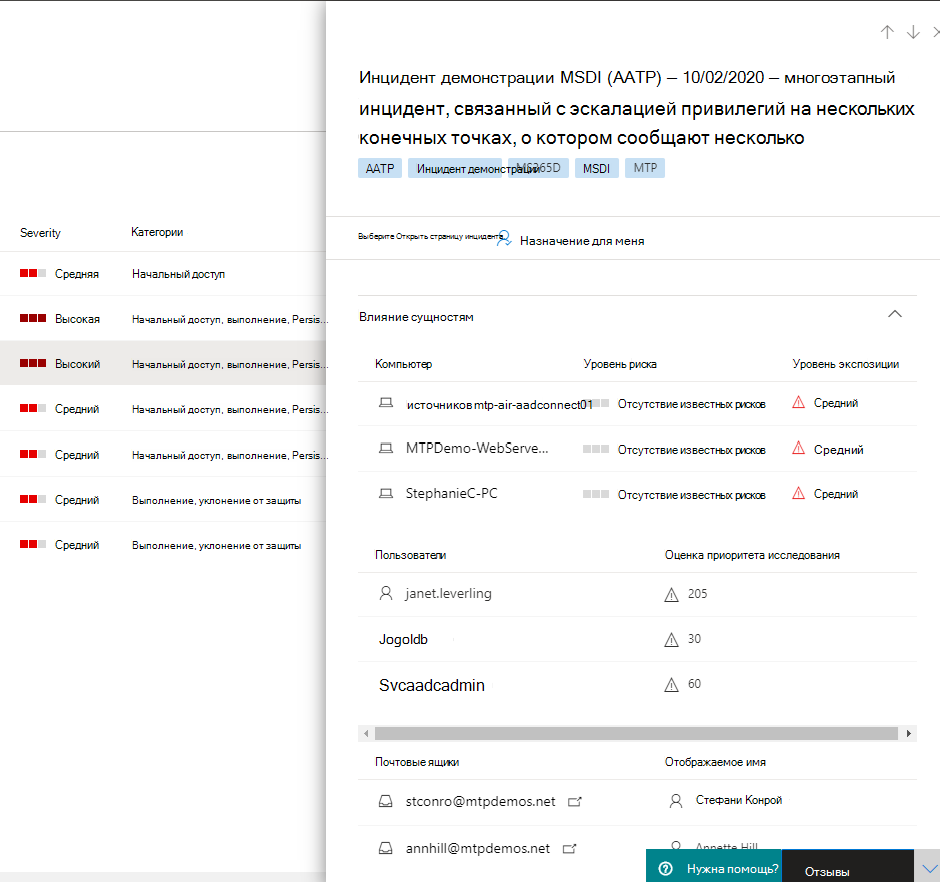 Инцидент демонстрации MSDI (AATP) – 10/02/2020 – многоэтапный
инцидент, связанный с эскалацией привилегий на нескольких
конечных точках, о котором сообщают несколько
AATP Инцидент демонстрации MS365D MSDI MTP
Выберите Открыть страницу инцидента Назначение для меня
Severity Категории
Средняя Начальный доступ
Высокая Начальный доступ, выполнение, Persis...
Высокий Начальный доступ, выполнение, Persis...
Средний Начальный доступ, выполнение, Persis...
Средний Начальный доступ, выполнение, Persis...
Средний Выполнение, уклонение от защиты
Средний Выполнение, уклонение от защиты
Влияние сущностям
Компьютер Уровень риска Уровень экспозиции
источников mtp-air-aadconnect01 Отсутствие известных рисков Средний
MTPDemo-WebServe... Отсутствие известных рисков Средний
StephanieC-PC Отсутствие известных рисков Средний
Пользователи Оценка приоритета исследования
janet.leverling 205
Jogoldb 30
Svcaadcadmin 60
Почтовые ящики Отображаемое имя
stconro@mtpdemos.net Стефани Конрой
annhill@mtpdemos.net Annette Hill
Нужна помощь? Отзывы